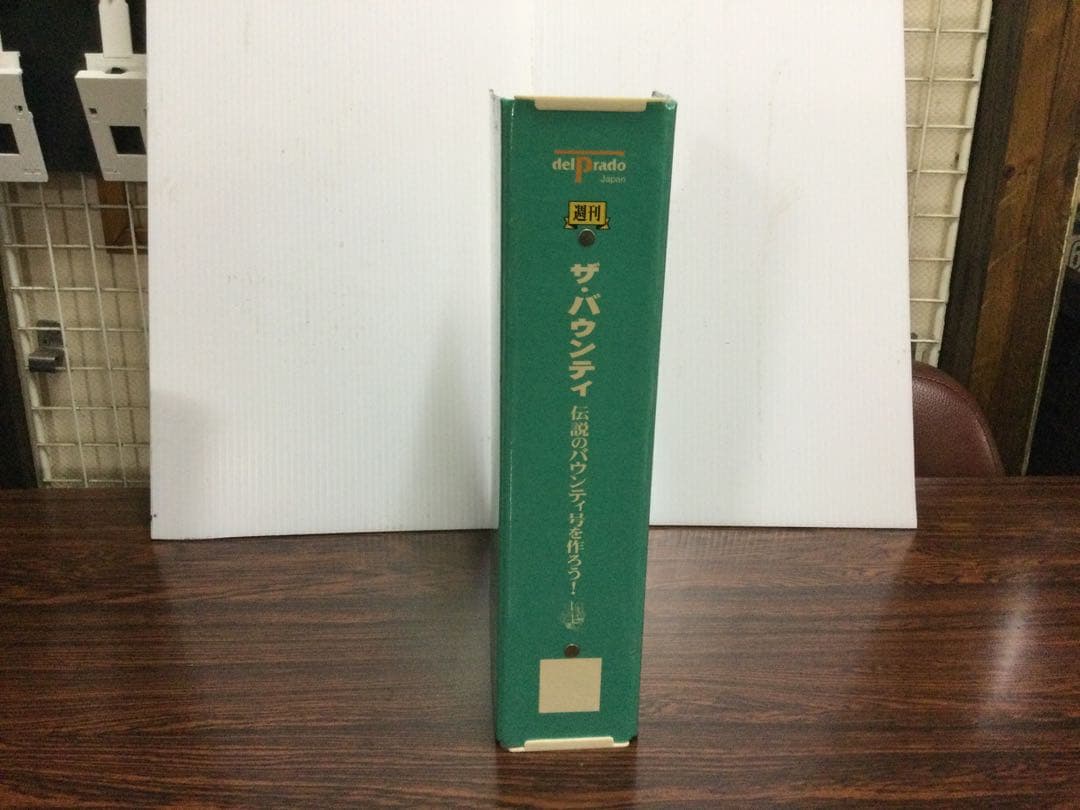 delPrado
Japan
週刊
ザ・バウンティ
伝説のバウンティ号を作ろう!